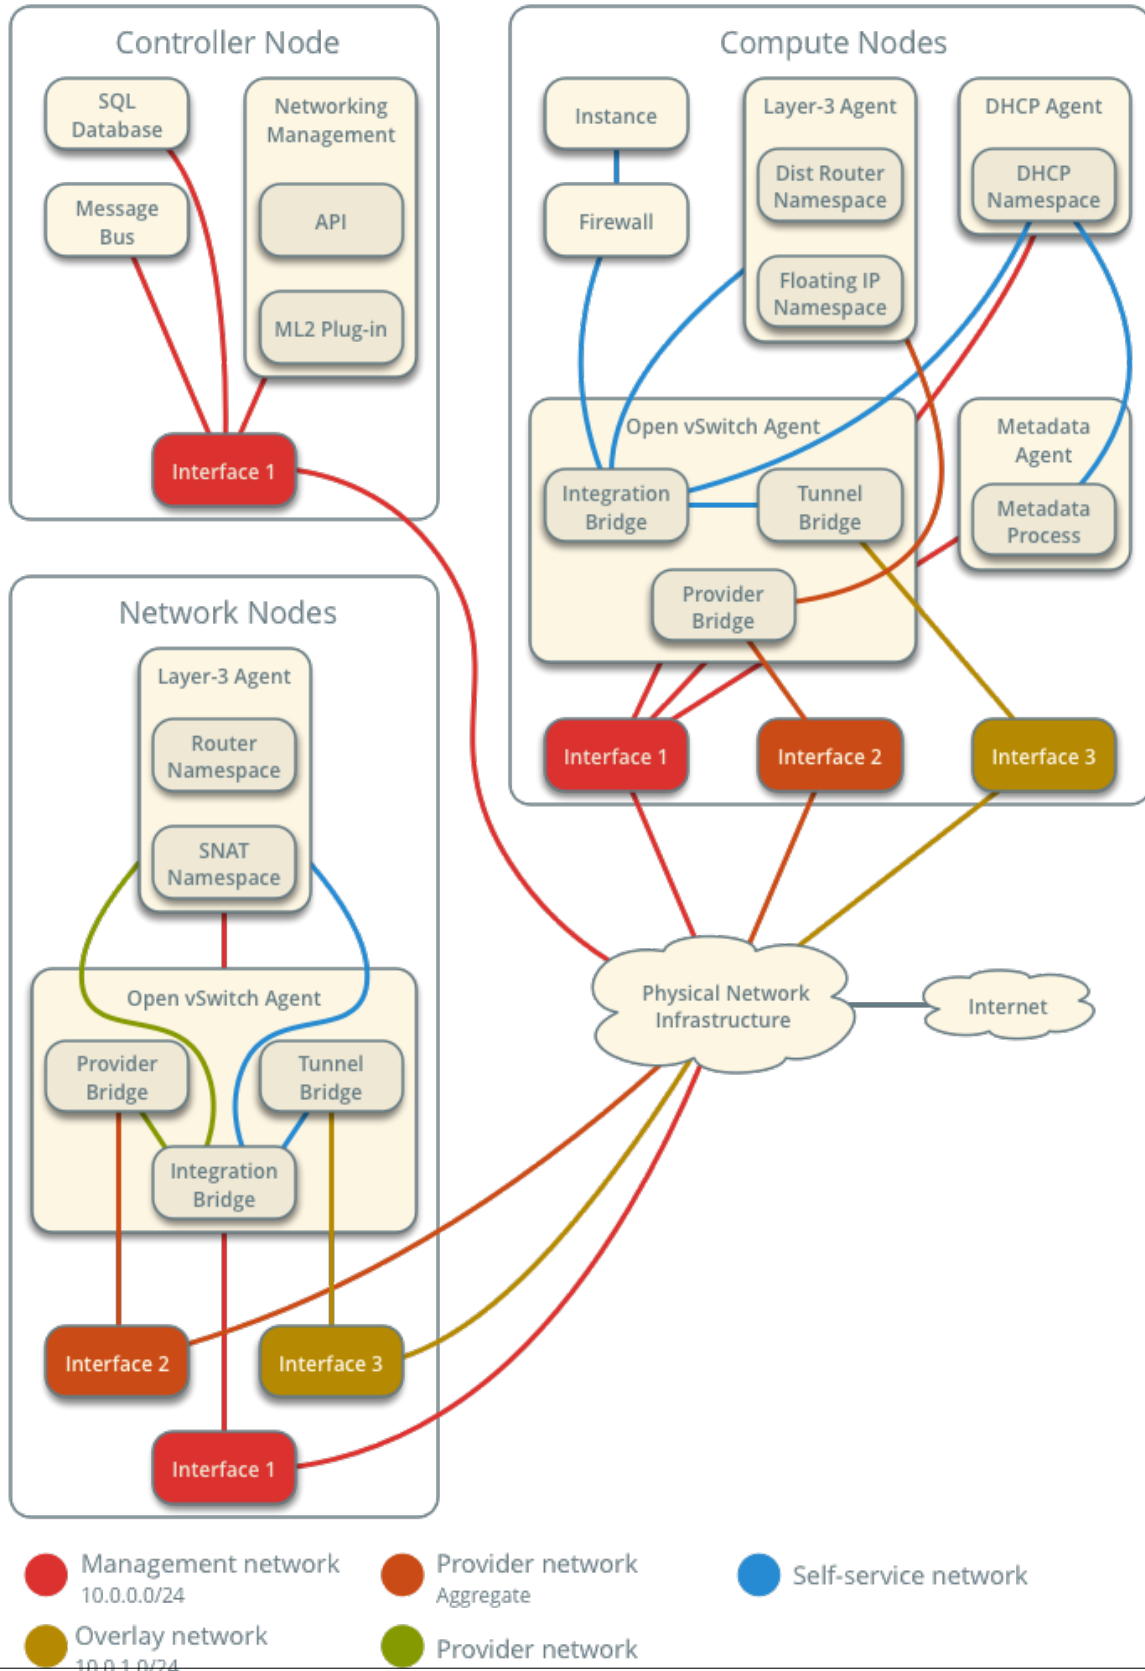 Controller Node
SQL
Database
Message
Bus
Networking
Management
API
ML2 Plug-in
Interface 1
Compute Nodes
Instance
Firewall
Layer-3 Agent
Dist Router
Namespace
Floating IP
Namespace
DHCP Agent
DHCP
Namespace
Open vSwitch Agent
Integration
Bridge
Tunnel
Bridge
Provider
Bridge
Metadata
Agent
Metadata
Process
Interface 1
Interface 2
Interface 3
Network Nodes
Layer-3 Agent
Router
Namespace
SNAT
Namespace
Open vSwitch Agent
Provider
Bridge
Tunnel
Bridge
Integration
Bridge
Interface 2
Interface 3
Interface 1
Physical Network
Infrastructure
Internet
Management network
10.0.0.0/24
Provider network
Aggregate
Self-service network
Overlay network
10.0.1.0/24
Provider network